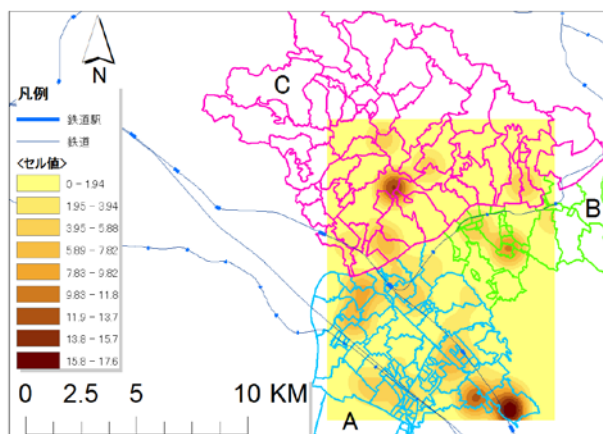 N
凡例
鉄道駅
鉄道
<セル値>
0 – 1.94
1.95 – 3.94
3.95 – 5.88
5.89 – 7.82
7.83 – 9.82
9.83 – 11.8
11.9 – 13.7
13.8 – 15.7
15.8 – 17.6
0 2.5 5 10 KM
C
B
A